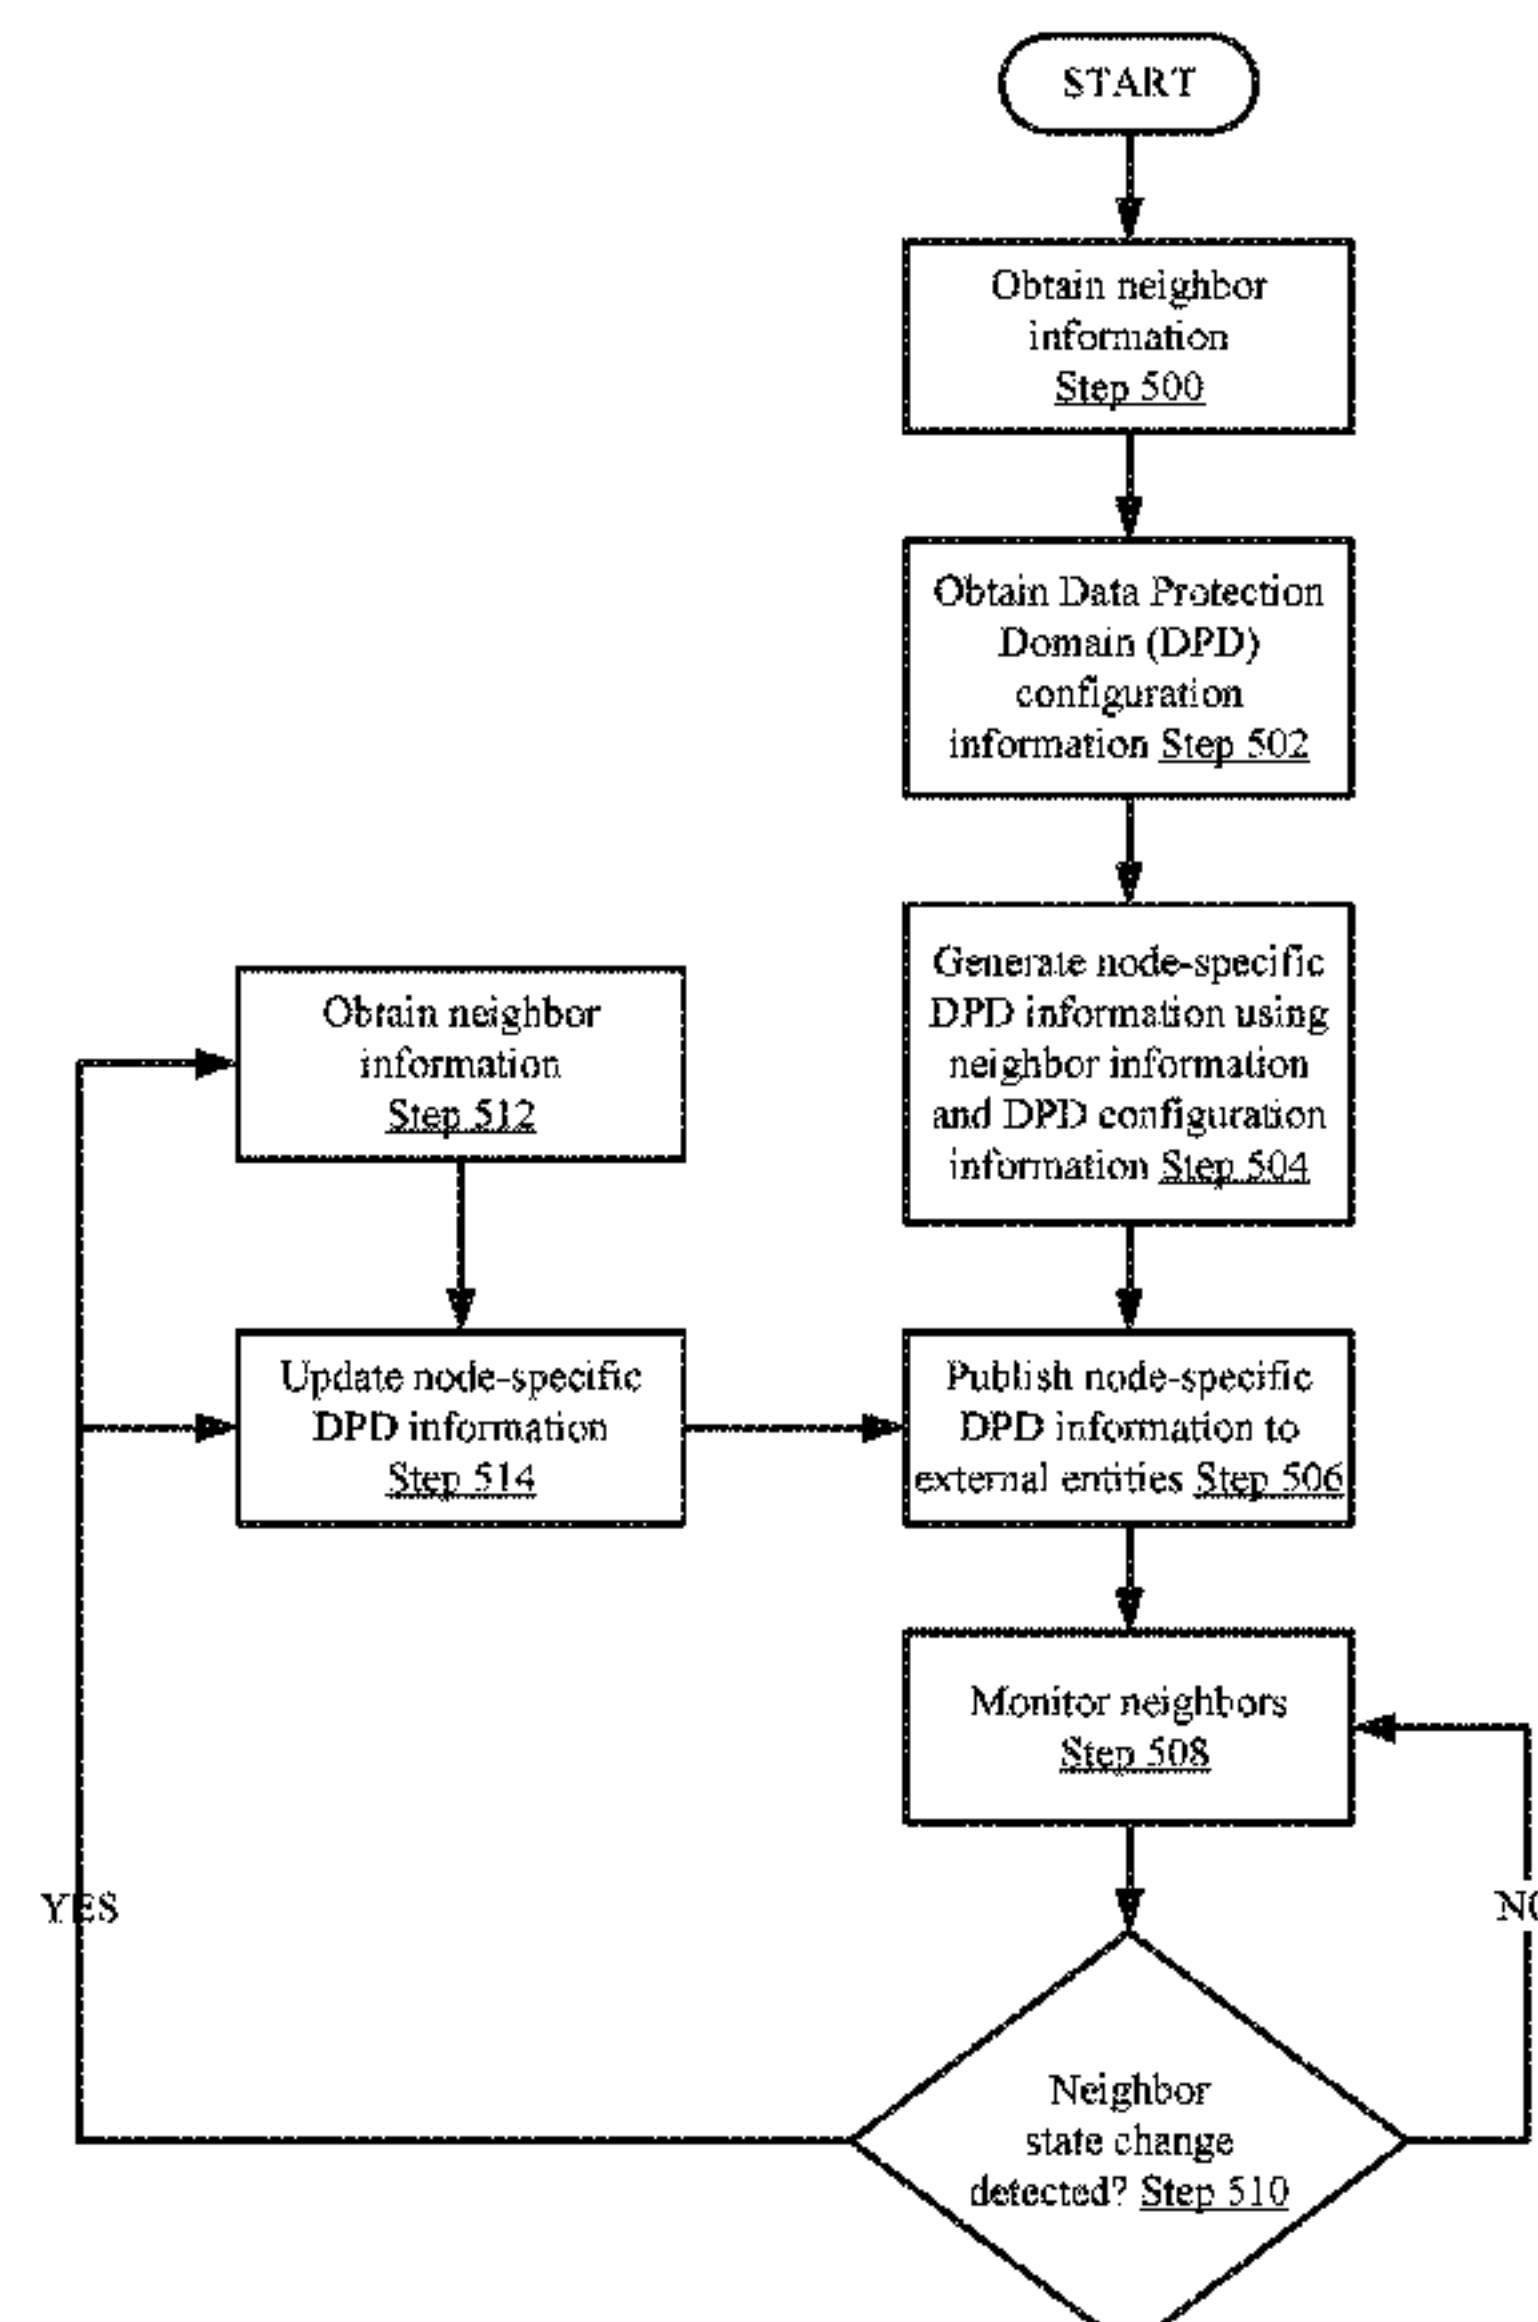 START
Obtain neighbor
information
Step 500
Obtain Data Protection
Domain (DPD)
configuration
information Step 502
Generate node-specific
DPD information using
neighbor information
and DPD configuration
information Step 504
Obtain neighbor
information
Step 512
Update node-specific
DPD information
Step 514
Publish node-specific
DPD information to
external entities Step 506
Monitor neighbors
Step 508
YES
Neighbor
state change
detected? Step 510